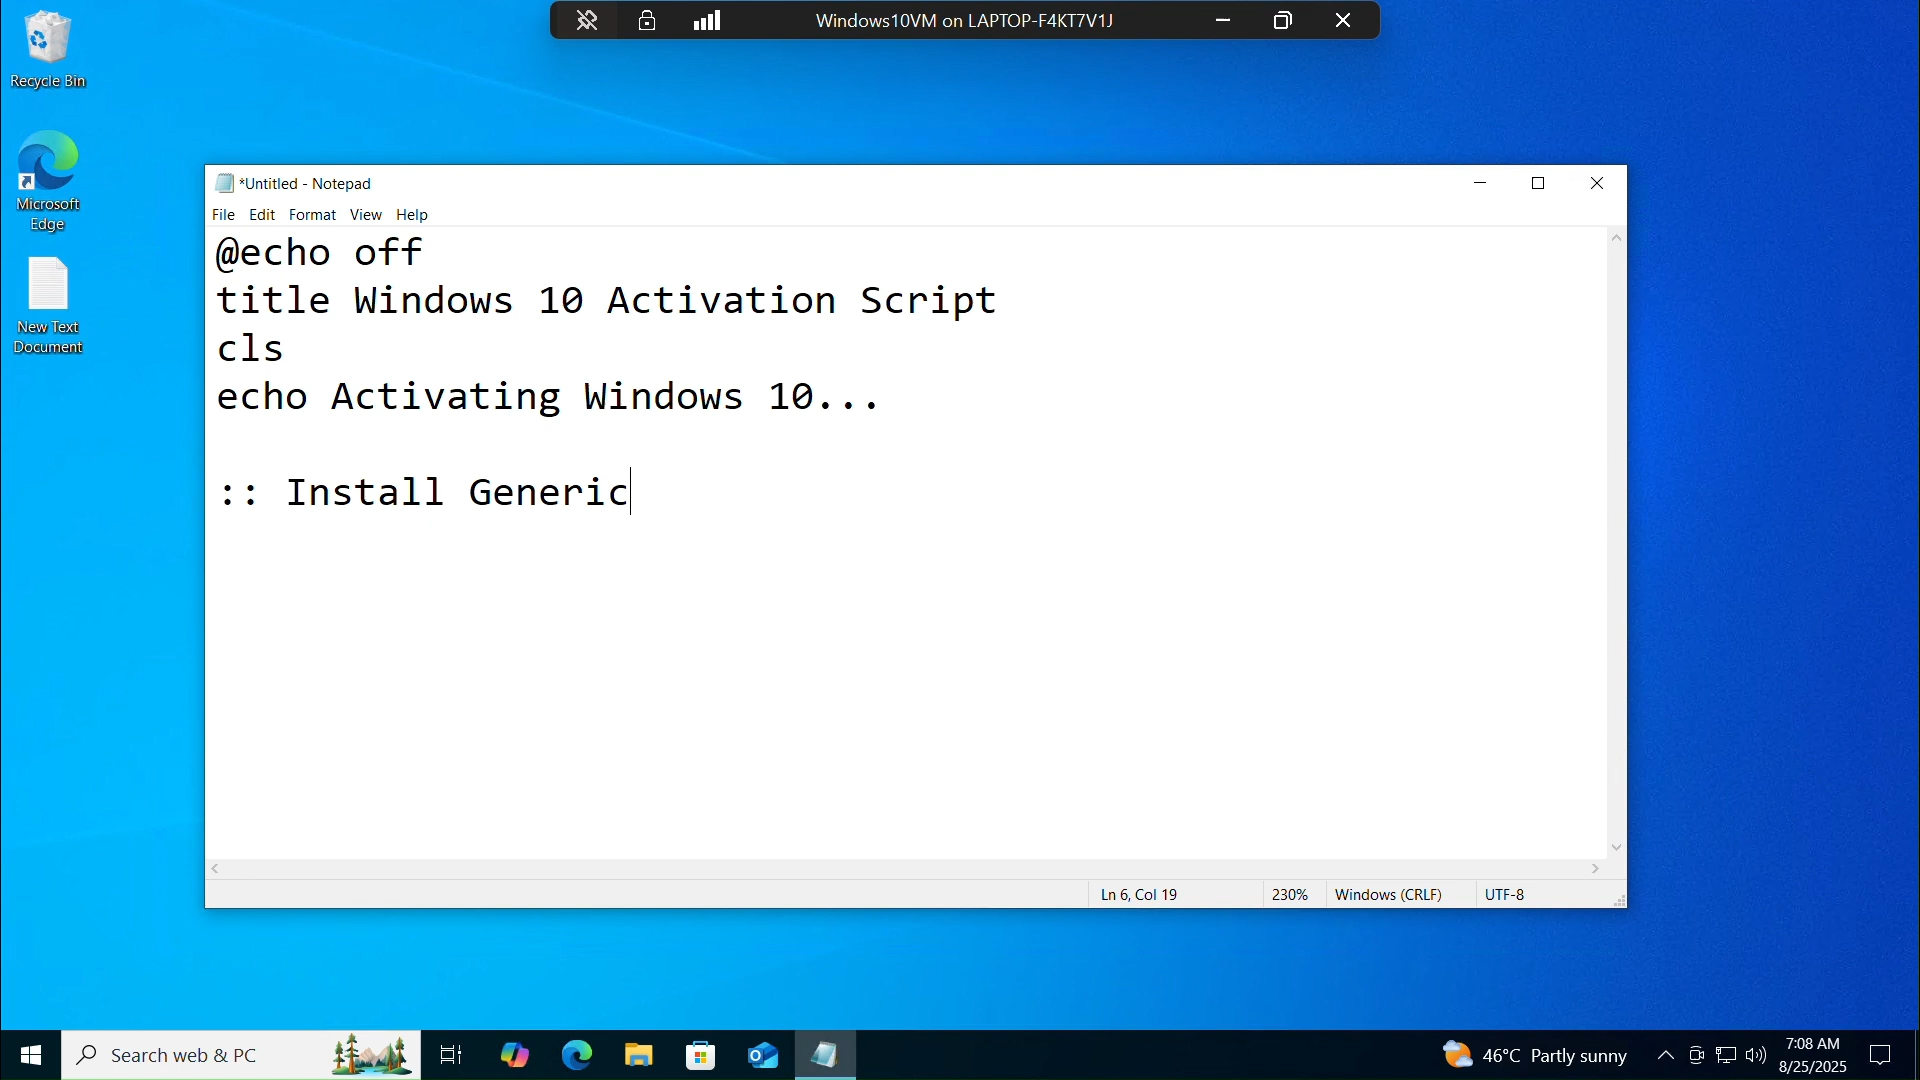 Windows10VM on LAPTOP-F4KT7V1J
Recycle Bin
Microsoft
Edge
New Text
Document
*Untitled - Notepad
File Edit Format View Help
@echo off
title Windows 10 Activation Script
cls
echo Activating Windows 10...
:: Install Generic
Ln 6, Col 19
230%
Windows (CRLF)
UTF-8
Search web & PC
46°C Partly sunny
7:08 AM
8/25/2025